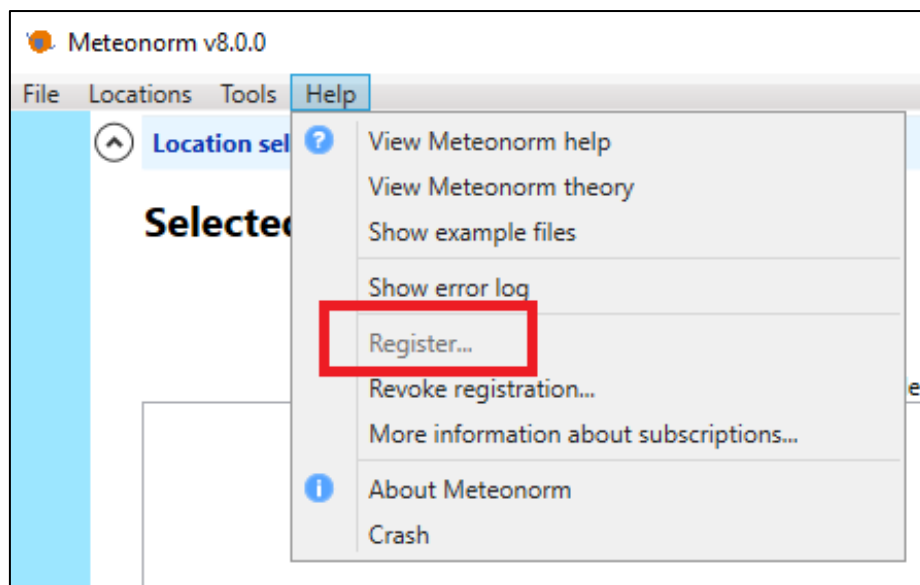 Meteonorm v8.0.0
File Locations Tools Help
Location sel
View Meteonorm help
View Meteonorm theory
Selected
Show example files
Show error log
Register...
Revoke registration...
More information about subscriptions...
About Meteonorm
Crash